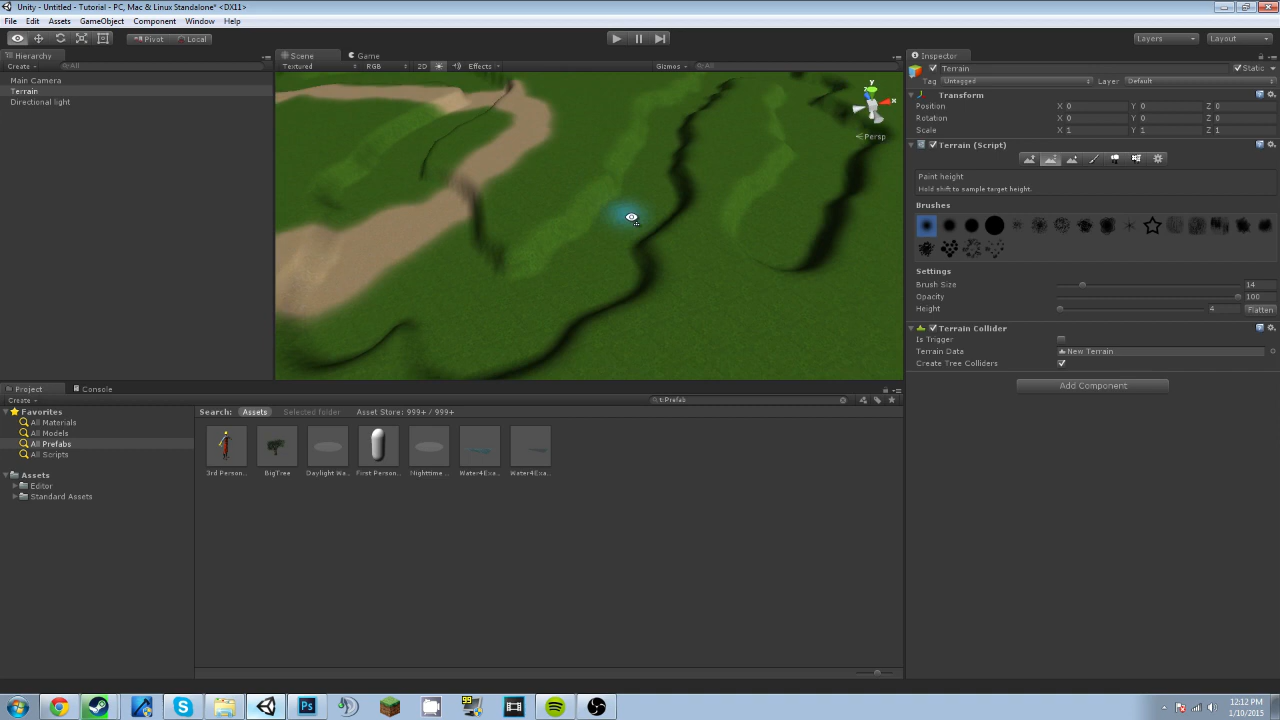 Unity - Untitled - Tutorial - PC, Mac & Linux Standalone* <DX11>
File Edit Assets GameObject Component Window Help
Pivot Local Layers Layout
Hierarchy
Create All
Main Camera
Terrain
Directional light
Scene Game
Textured RGB 2D Effects Gizmos All
y
x
z
Persp
Inspector
Terrain Static
Tag Untagged Layer Default
Transform
Position X 0 Y 0 Z 0
Rotation X 0 Y 0 Z 0
Scale X 1 Y 1 Z 1
Terrain (Script)
Paint height
Hold shift to sample target height.
Brushes
Settings
Brush Size 14
Opacity 100
Height 4 Flatten
Terrain Collider
Is Trigger
Terrain Data New Terrain
Create Tree Colliders
Add Component
Project Console
Create t:Prefab
Favorites
All Materials
All Models
All Prefabs
All Scripts
Assets
Editor
Standard Assets
Search: Assets Selected folder Asset Store: 999+ / 999+
3rd Person... BigTree Daylight Wa... First Person... Nighttime ... Water4Exa... Water4Exa...
Ps 99
12:12 PM
1/10/2015